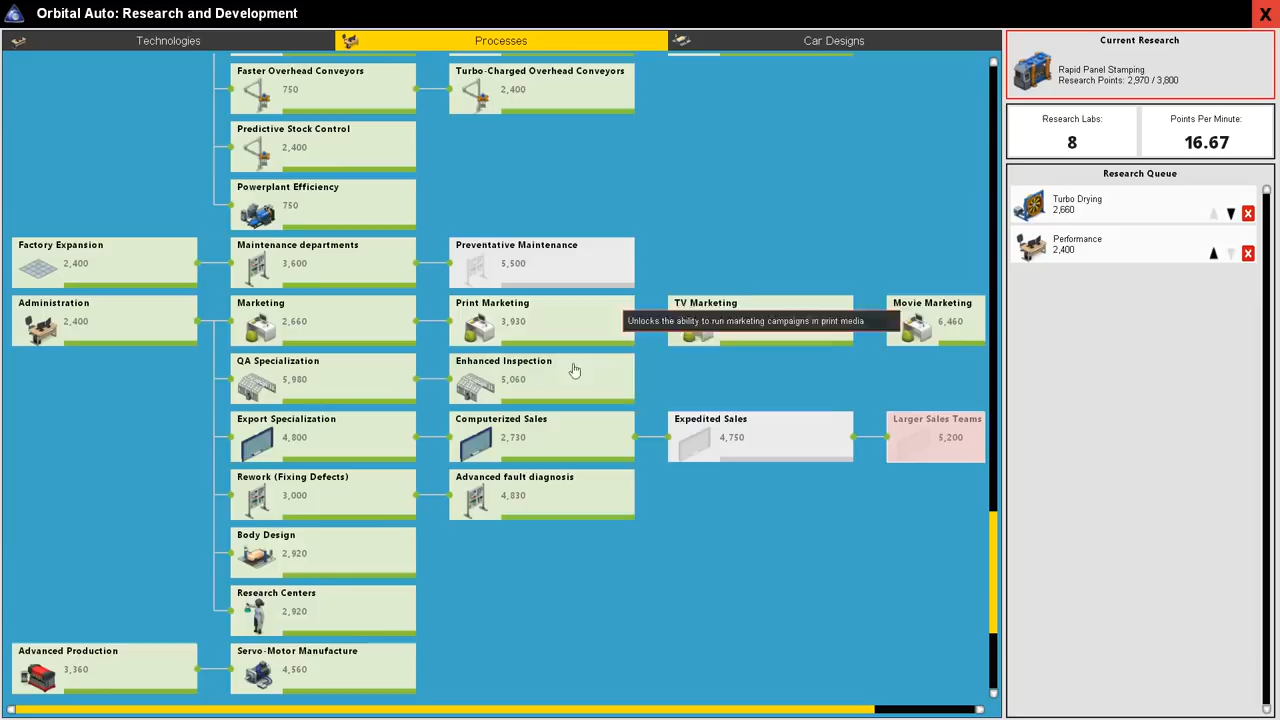 Orbital Auto: Research and Development
X
Technologies
Processes
Car Designs
Current Research
Rapid Panel Stamping
Research Points: 2,970 / 3,800
Research Labs:
8
Points Per Minute:
16.67
Research Queue
Turbo Drying
2,660
Performance
2,400
Faster Overhead Conveyors
750
Turbo-Charged Overhead Conveyors
2,400
Predictive Stock Control
2,400
Powerplant Efficiency
750
Factory Expansion
2,400
Maintenance departments
3,600
Preventative Maintenance
5,500
Administration
2,400
Marketing
2,660
Print Marketing
3,930
TV Marketing
Movie Marketing
6,460
Unlocks the ability to run marketing campaigns in print media
QA Specialization
5,980
Enhanced Inspection
5,060
Export Specialization
4,800
Computerized Sales
2,730
Expedited Sales
4,750
Larger Sales Teams
5,200
Rework (Fixing Defects)
3,000
Advanced fault diagnosis
4,830
Body Design
2,920
Research Centers
2,920
Advanced Production
3,360
Servo-Motor Manufacture
4,560